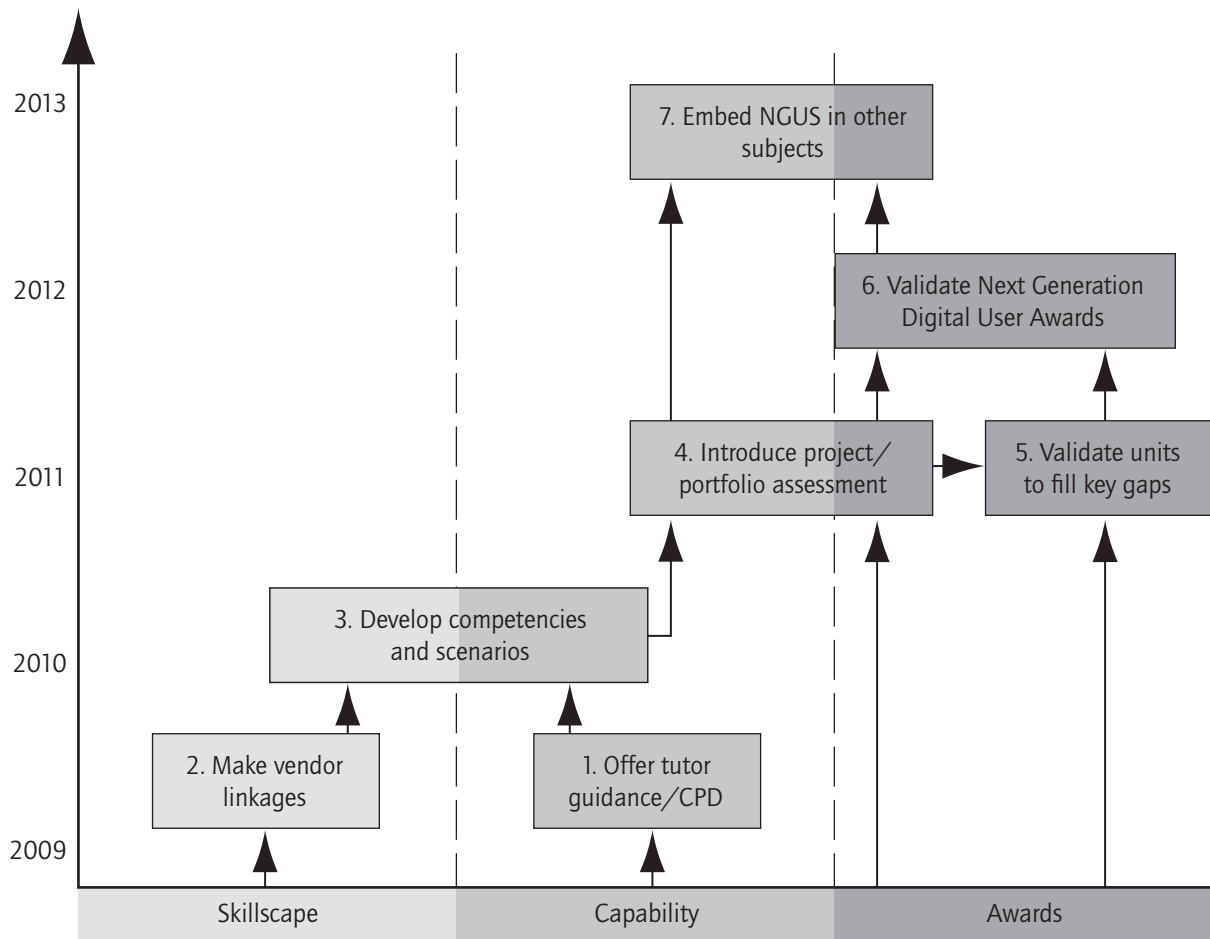 2013
7. Embed NGUS in other
subjects
2012
6. Validate Next Generation
Digital User Awards
2011
4. Introduce project/
portfolio assessment
5. Validate units
to fill key gaps
3. Develop competencies
and scenarios
2010
2. Make vendor
linkages
1. Offer tutor
guidance/CPD
2009
Skillscape
Capability
Awards